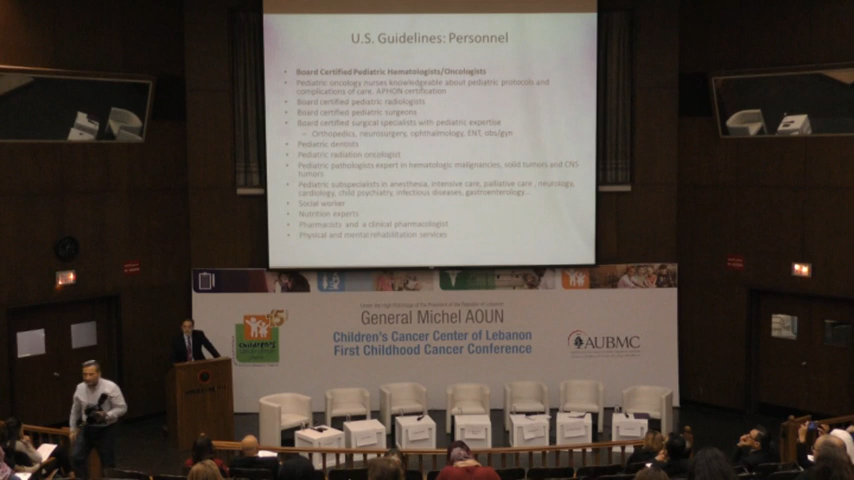 U.S. Guidelines: Personnel
• Board Certified Pediatric Hematologists/Oncologists
• Pediatric oncology nurses knowledgeable about pediatric protocols and
complications of care. APHON certification
• Board certified pediatric radiologists
• Board certified pediatric surgeons
• Board certified surgical specialists with pediatric expertise
– Orthopedics, neurosurgery, ophthalmology, ENT, obs/gyn
• Pediatric dentists
• Pediatric radiation oncologist
• Pediatric pathologists expert in hematologic malignancies, solid tumors and CNS
tumors
• Pediatric subspecialists in anesthesia, intensive care, palliative care , neurology,
cardiology, child psychiatry, infectious diseases, gastroenterology...
• Social worker
• Nutrition experts
• Pharmacists and a clinical pharmacologist
• Physical and mental rehabilitation services
General Michel AOUN
Children's Cancer Center of Lebanon
First Childhood Cancer Conference
15
children's
AUBMC